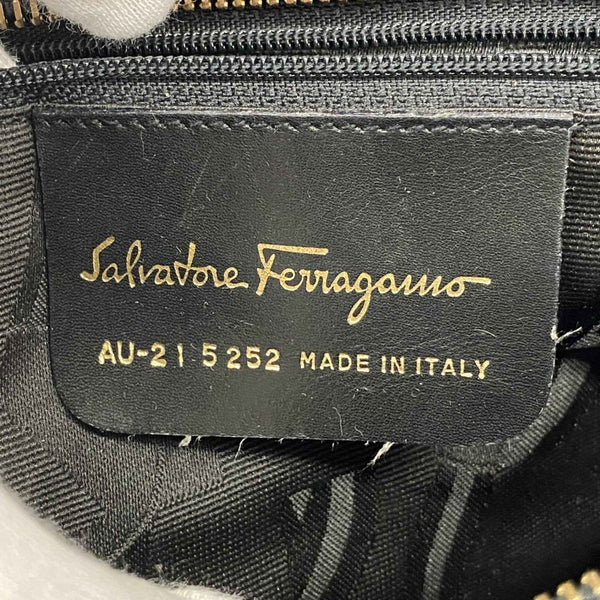 Salvatore Ferragamo
AU-21 5252 MADE IN ITALY